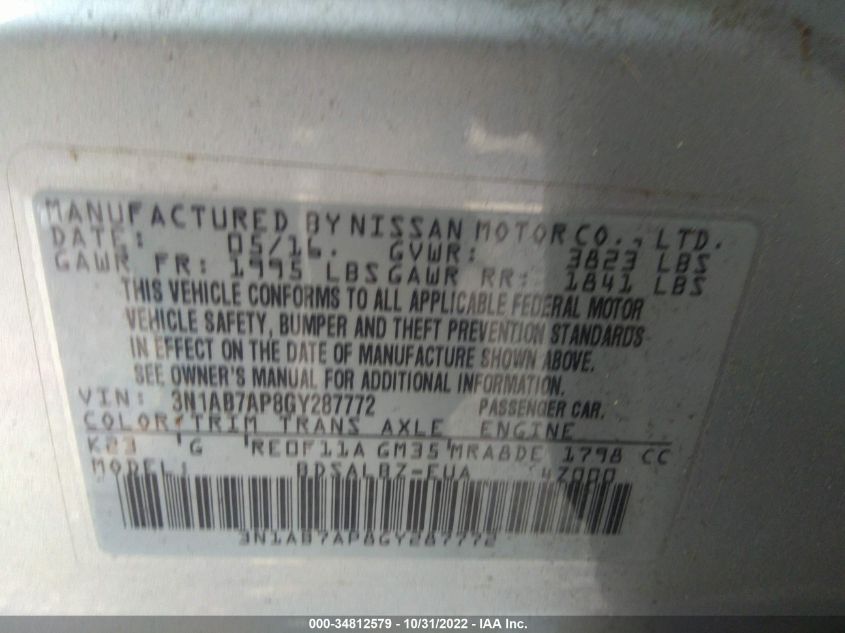 MANUFACTURED BY NISSAN MOTOR CO., LTD.
DATE: 05/16. GVWR: 3823 LBS
GAWR FR: 1995 LBS GAWR RR: 1841 LBS
THIS VEHICLE CONFORMS TO ALL APPLICABLE FEDERAL MOTOR
VEHICLE SAFETY, BUMPER AND THEFT PREVENTION STANDARDS
IN EFFECT ON THE DATE OF MANUFACTURE SHOWN ABOVE.
SEE OWNER'S MANUAL FOR ADDITIONAL INFORMATION.
VIN: 3N1AB7AP8GY287772 PASSENGER CAR.
COLOR TRIM TRANS AXLE ENGINE
K23 G RE0F11A GM35 MRA8DE 1798 CC
MODEL: BDSALBZ-EUA
3N1AB7AP8GY287772
000-34812579 - 10/31/2022 - IAA Inc.